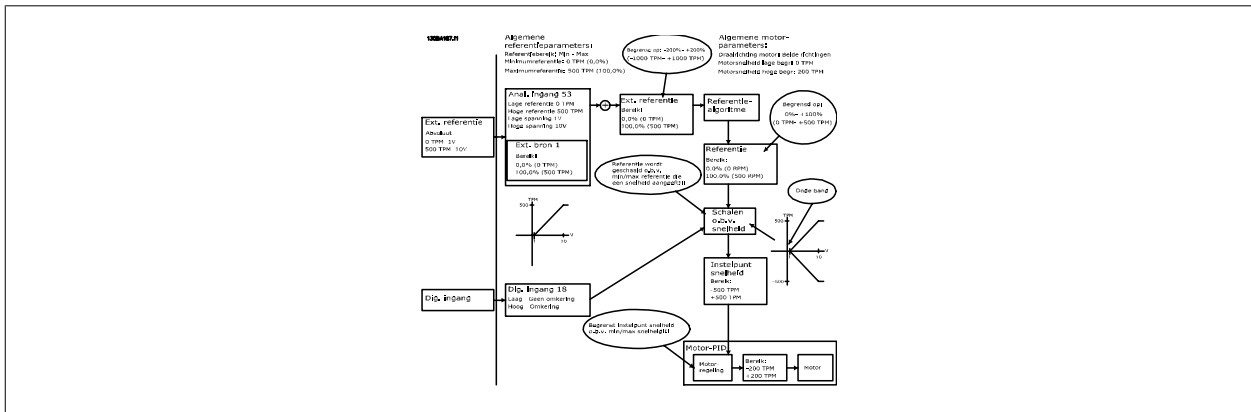 130BA187.11
Algemene
referentieparameters:
Referentiebereik: Min - Max
Minimumreferentie: 0 TPM (0,0%)
Maximumreferentie: 500 TPM (100,0%)
Begrensd op: -200%- +200%
(-1000 TPM- +1000 TPM)
Algemene motor-
parameters:
Draairichting motor: Beide richtingen
Motorsnelheid lage begr: 0 TPM
Motorsnelheid hoge begr: 200 TPM
Ext. referentie
Absoluut
0 TPM 1V
500 TPM 10V
Anal. ingang 53
Lage referentie 0 TPM
Hoge referentie 500 TPM
Lage spanning 1V
Hoge spanning 10V
Ext. bron 1
Bereik:
0,0% (0 TPM)
100,0% (500 TPM)
Ext. referentie
Bereik:
0,0% (0 TPM)
100,0% (500 TPM)
Referentie-
algoritme
Begrensd op:
0%- +100%
(0 TPM- +500 TPM)
Referentie
Bereik:
0.0% (0 RPM)
100.0% (500 RPM)
Referentie wordt
geschaald o.b.v.
min/max referentie die
een snelheid
TPM
500
V
10
Schalen
o.b.v.
snelheid
TPM
500
V
10
-500
Instelpunt
snelheid
Bereik:
-500 TPM
+500 TPM
Dig. ingang
Dig. ingang 18
Laag Geen omkering
Hoog Omkering
Begrenst instelpunt snelheid
o.b.v. min/max
Motor-PID
Motor-
regeling
Bereik:
-200 TPM
+200 TPM
Motor